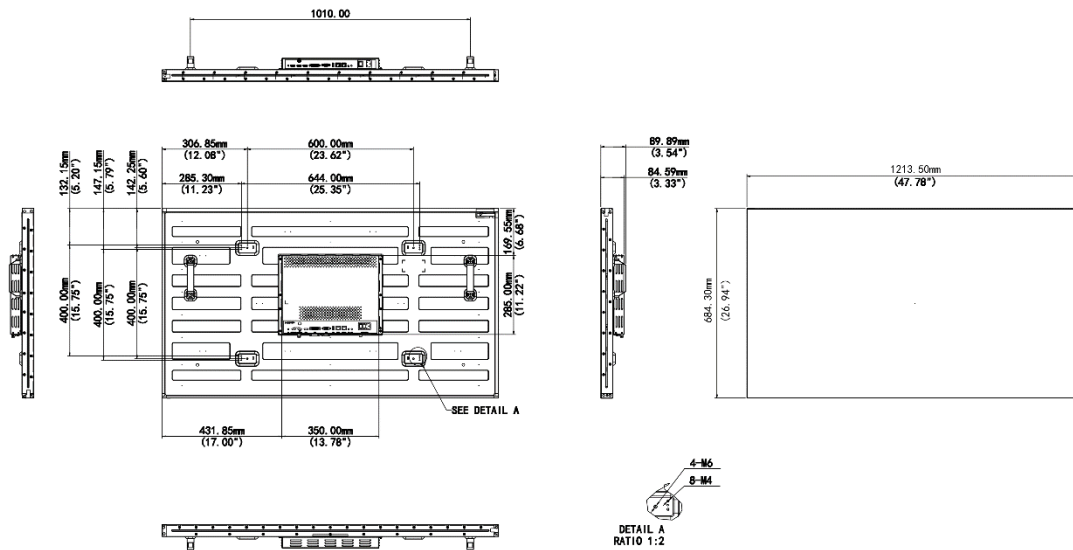 1010.00
306.85mm
(12.08")
600.00mm
(23.62")
285.30mm
(11.23")
644.00mm
(25.35")
132.15mm
(5.20")
147.15mm
(5.79")
142.25mm
(5.60")
169.55mm
(6.68")
285.00mm
(11.22")
400.00mm
(15.75")
400.00mm
(15.75")
400.00mm
(15.75")
SEE DETAIL A
431.85mm
(17.00")
350.00mm
(13.78")
89.89mm
(3.54")
84.59mm
(3.33")
1213.50mm
(47.78")
684.30mm
(26.94")
4-M6
8-M4
DETAIL A
RATIO 1:2